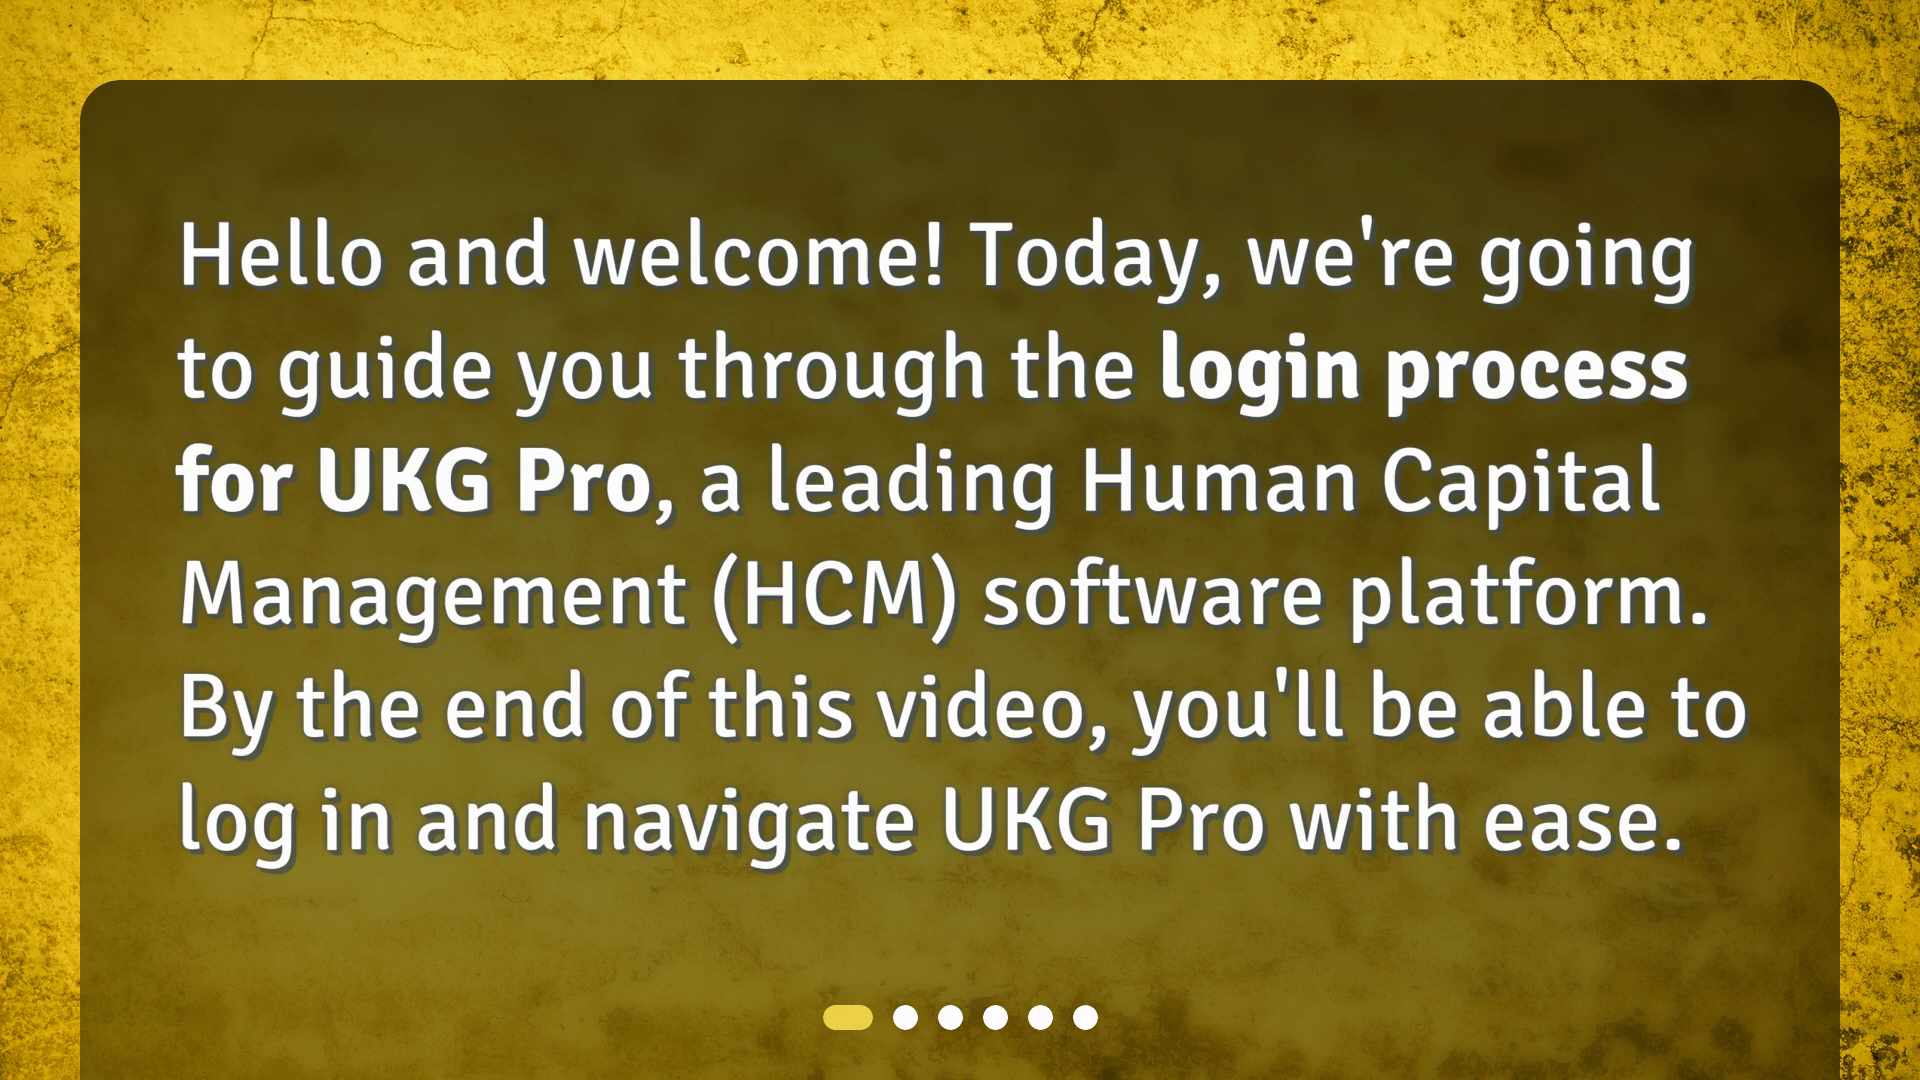 Hello and welcome! Today, we're going
to guide you through the login process
for UKG Pro, a leading Human Capital
Management (HCM) software platform.
By the end of this video, you'll be able to
log in and navigate UKG Pro with ease.